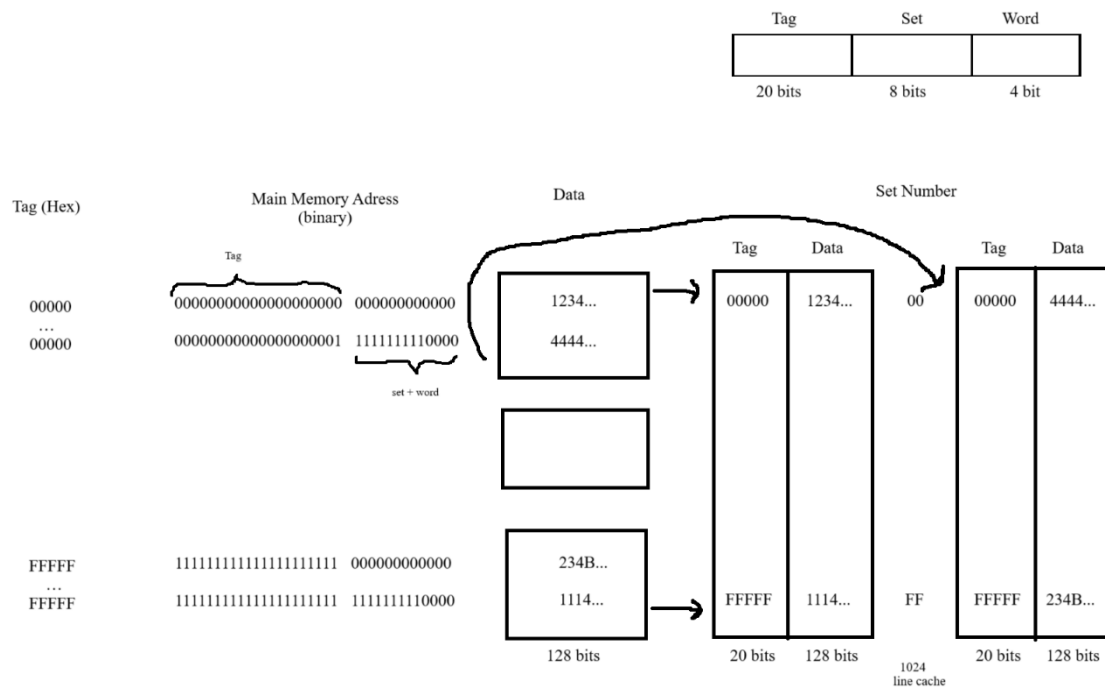 Tag Set Word
20 bits 8 bits 4 bit
Tag (Hex) Main Memory Adress Data Set Number
(binary)
Tag Tag Data Tag Data
00000 00000000000000000000 000000000000 1234... 00000 1234... 00 00000 4444...
...
00000 00000000000000000001 111111110000 4444...
set + word
FFFFF 11111111111111111111 000000000000 234B...
...
FFFFF 11111111111111111111 111111110000 1114... FFFFF 1114... FF FFFFF 234B...
128 bits 20 bits 128 bits 1024 20 bits 128 bits
line cache